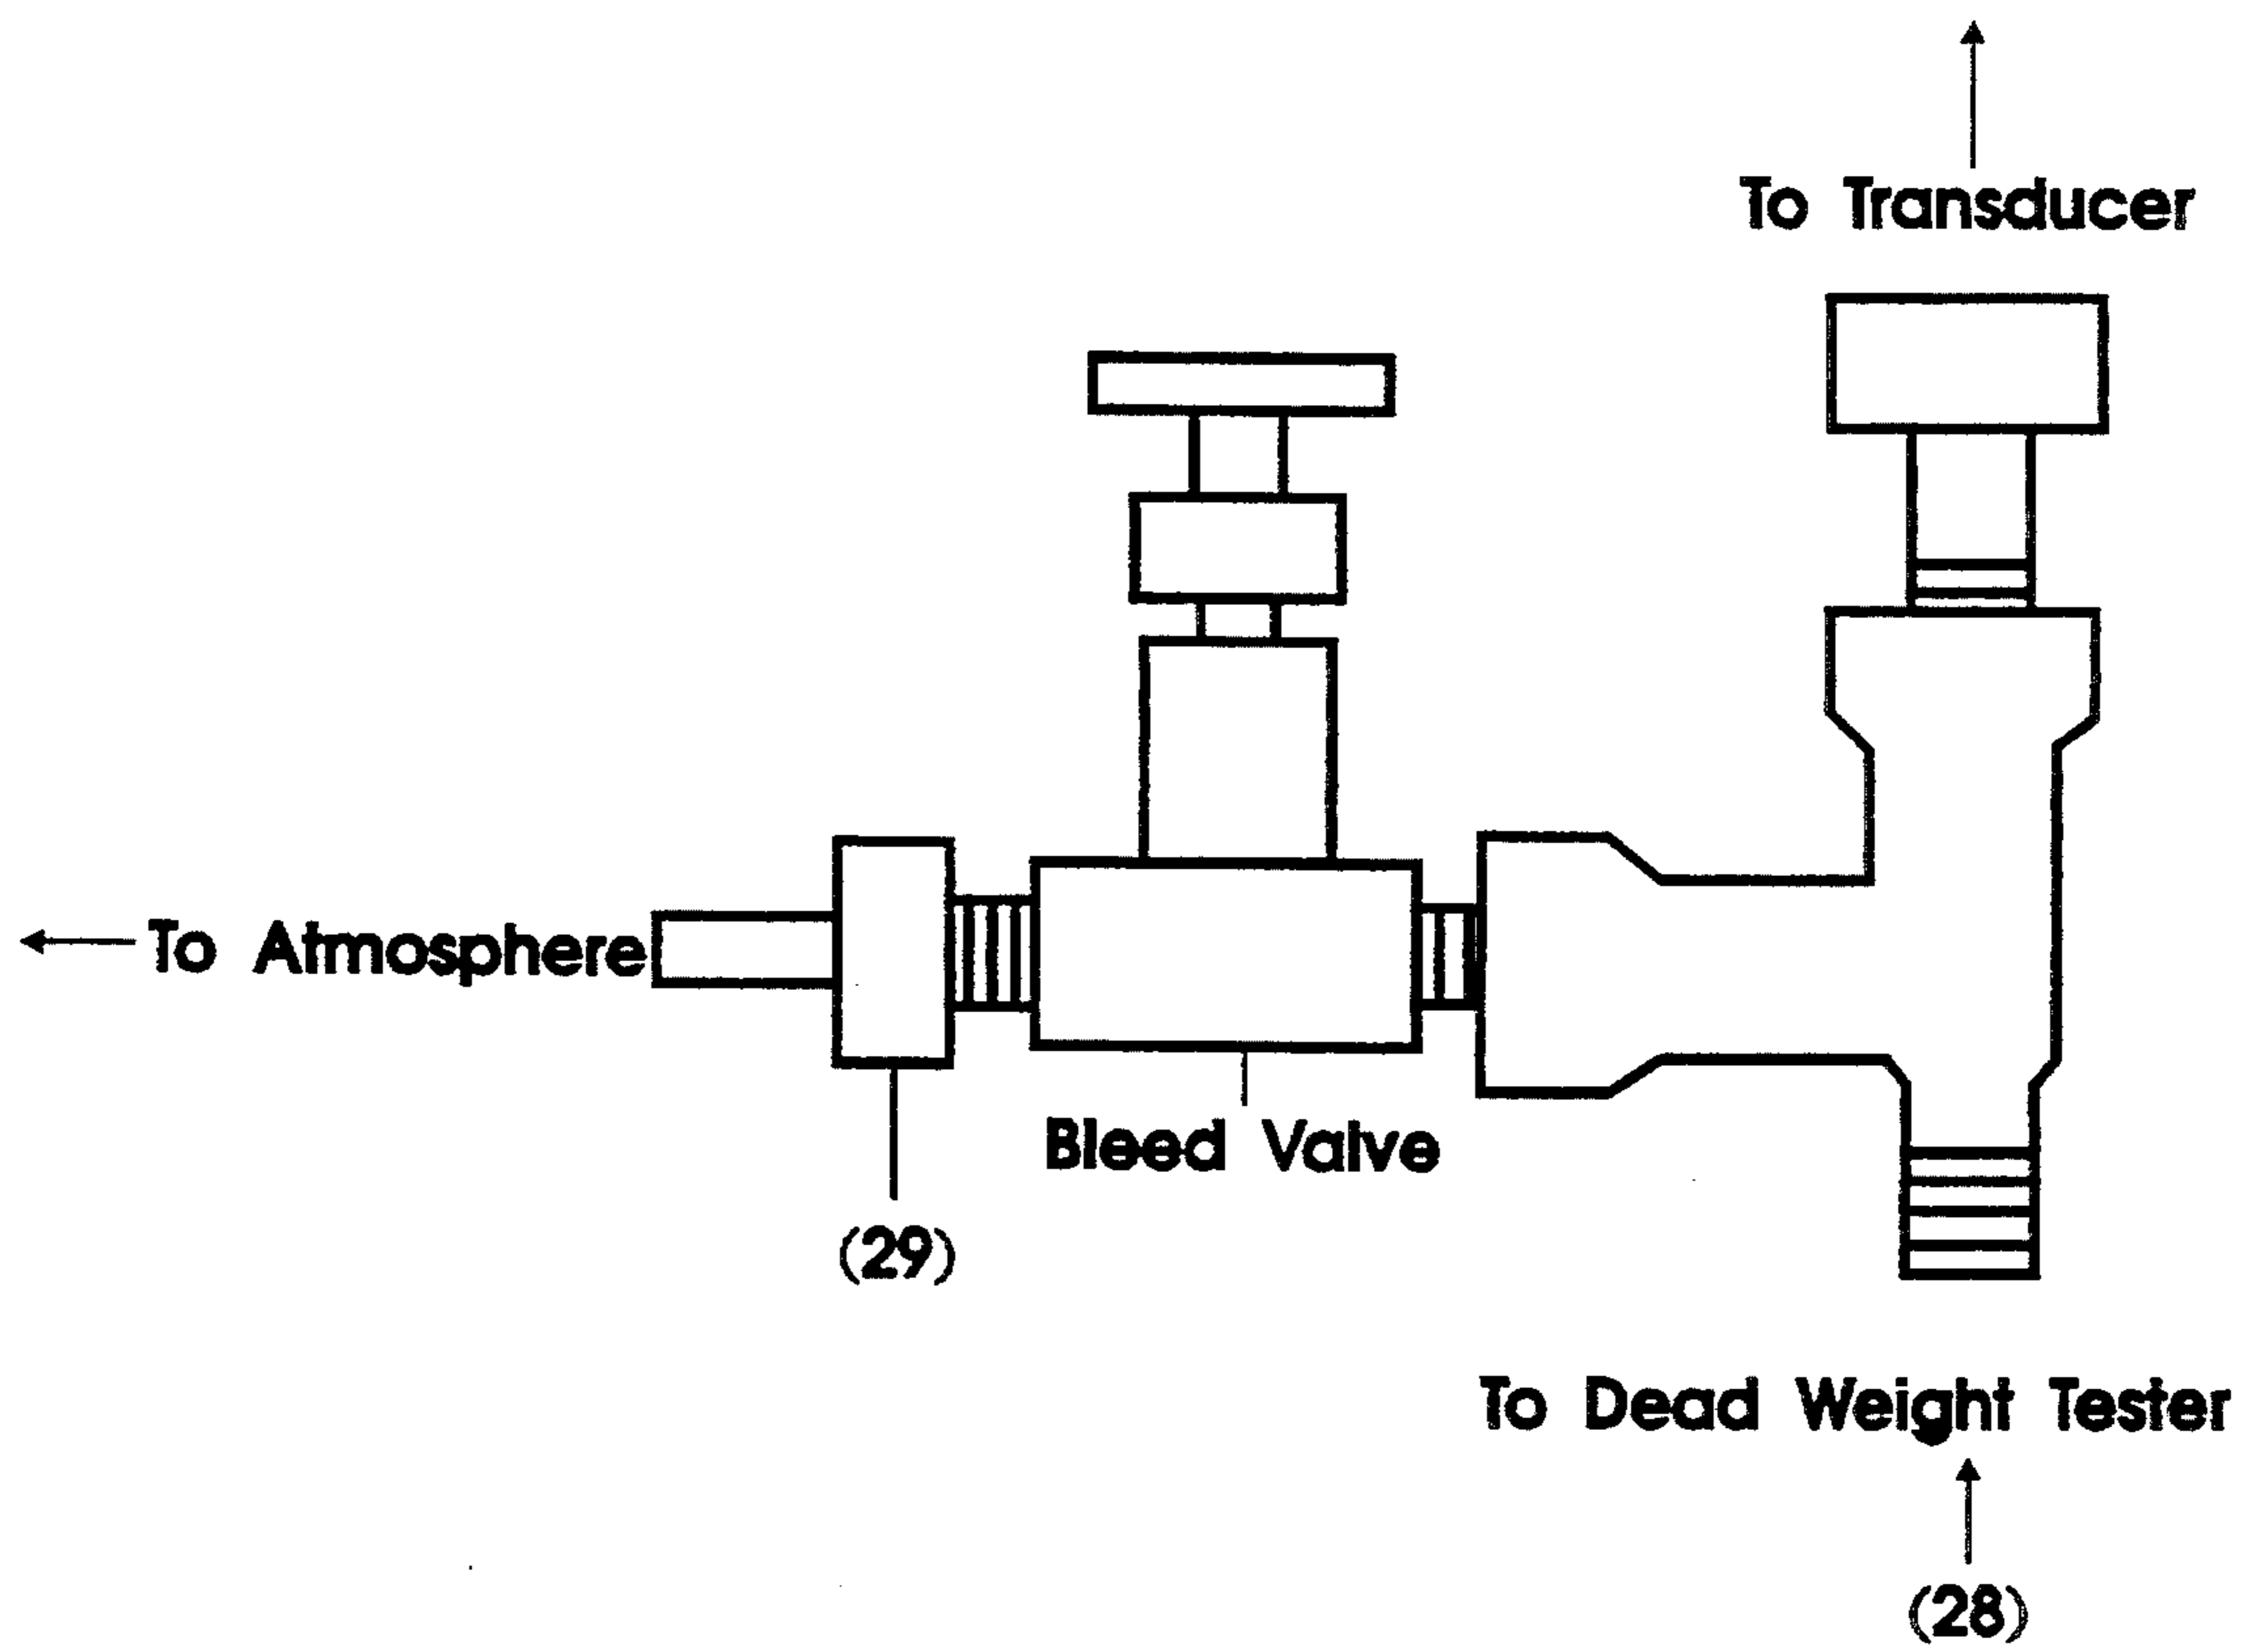 To Transducer
To Atmosphere
Bleed Valve
(29)
To Dead Weight Tester
(28)